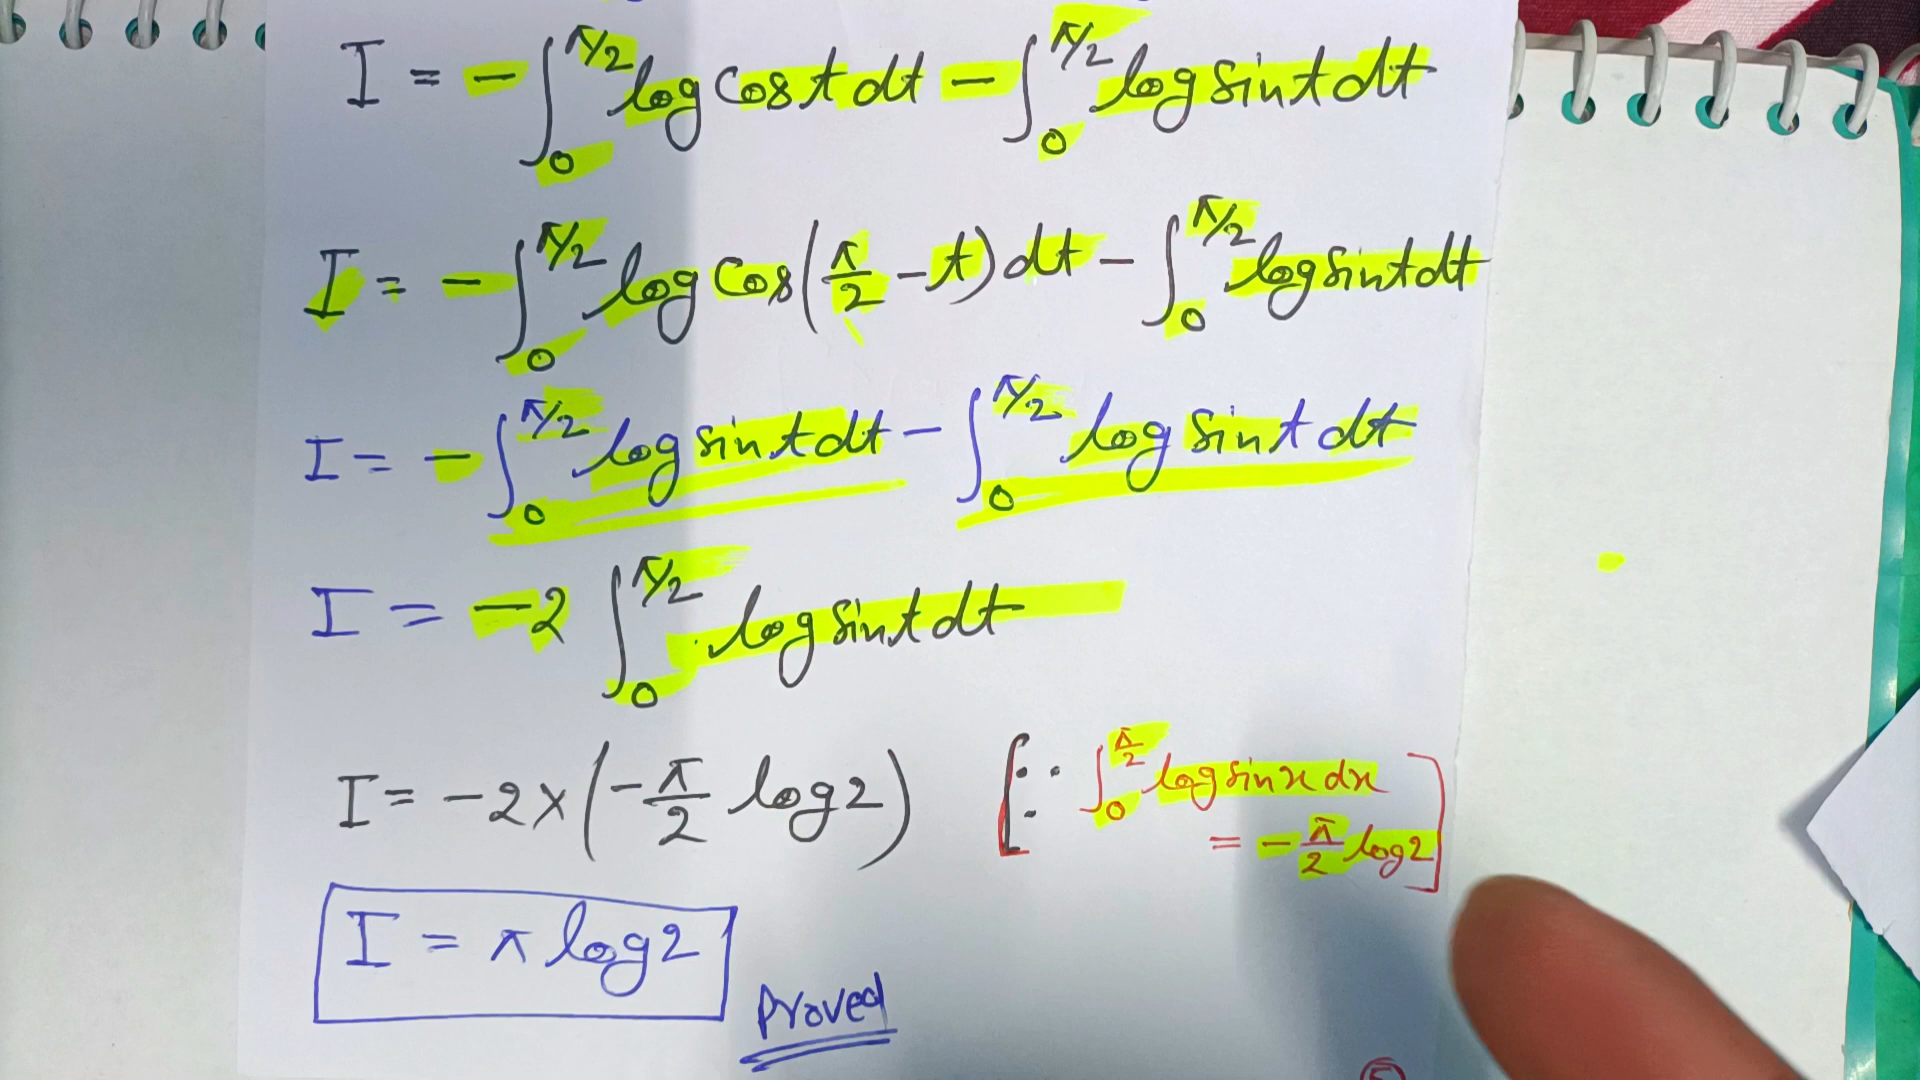 I = - ∫₀^{π/2} log cos t dt - ∫₀^{π/2} log sin t dt
I = - ∫₀^{π/2} log cos(π/2 - t) dt - ∫₀^{π/2} log sin t dt
I = - ∫₀^{π/2} log sin t dt - ∫₀^{π/2} log sin t dt
I = -2 ∫₀^{π/2} log sin t dt
I = -2 × (-π/2 log 2) [∵ ∫₀^{π/2} log sin x dx
= -π/2 log 2]
I = π log 2
Proved
5